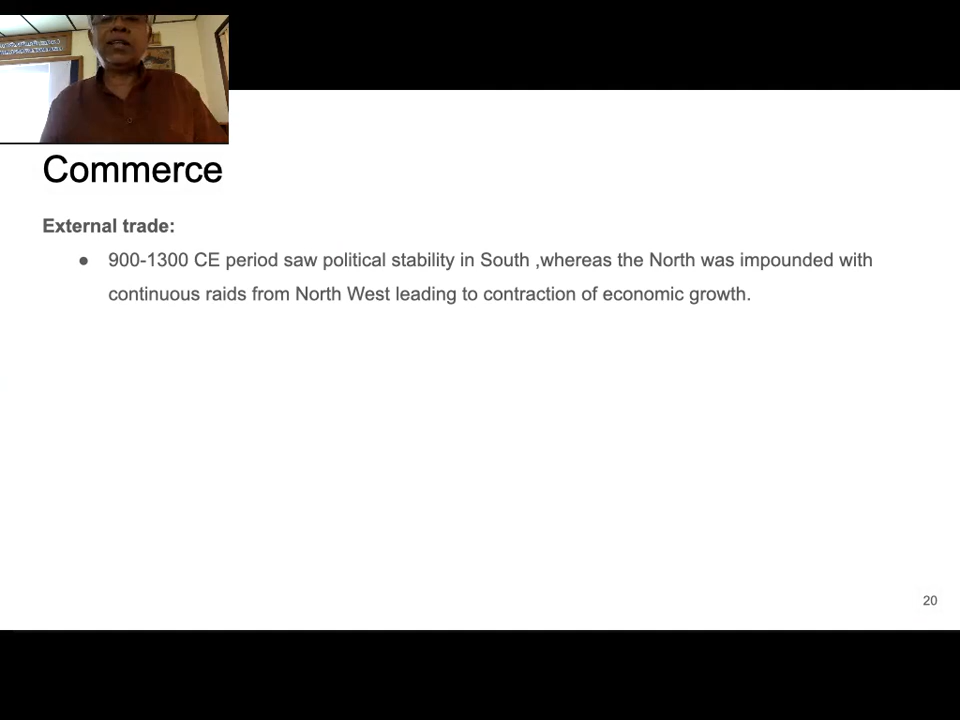 Commerce
External trade:
● 900-1300 CE period saw political stability in South ,whereas the North was impounded with
continuous raids from North West leading to contraction of economic growth.
20